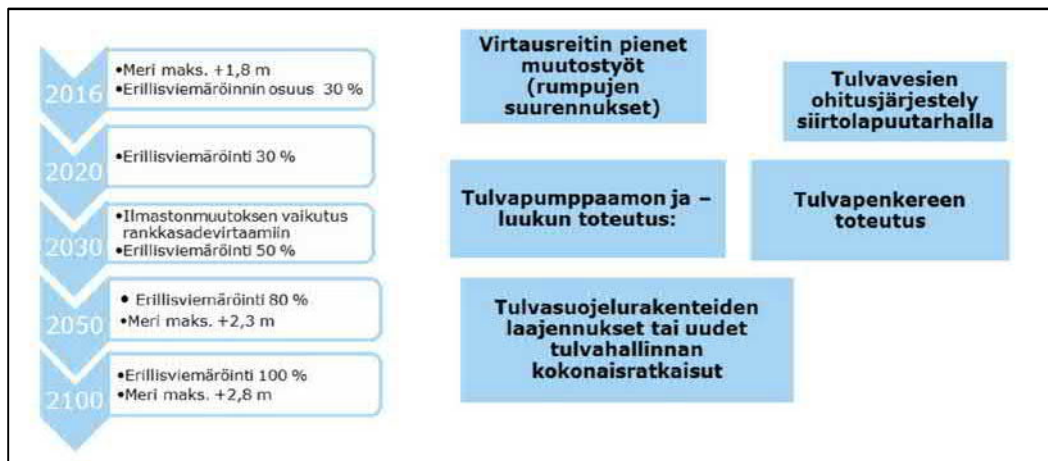 2016
•Meri maks. +1,8 m
•Erillisviemäröinnin osuus 30 %
2020
•Erillisviemäröinti 30 %
2030
•Ilmastonmuutoksen vaikutus
rankkasadevirtaamiin
•Erillisviemäröinti 50 %
2050
• Erillisviemäröinti 80 %
•Meri maks. +2,3 m
2100
•Erillisviemäröinti 100 %
•Meri maks. +2,8 m
Virtausreitin pienet
muutostyöt
(rumpujen
suurennukset)
Tulvavesien
ohitusjärjestely
siirtolapuutarhalla
Tulvapumppaamon ja –
luukun toteutus:
Tulvapenkereen
toteutus
Tulvasuojelurakenteiden
laajennukset tai uudet
tulvahallinnan
kokonaisratkaisut